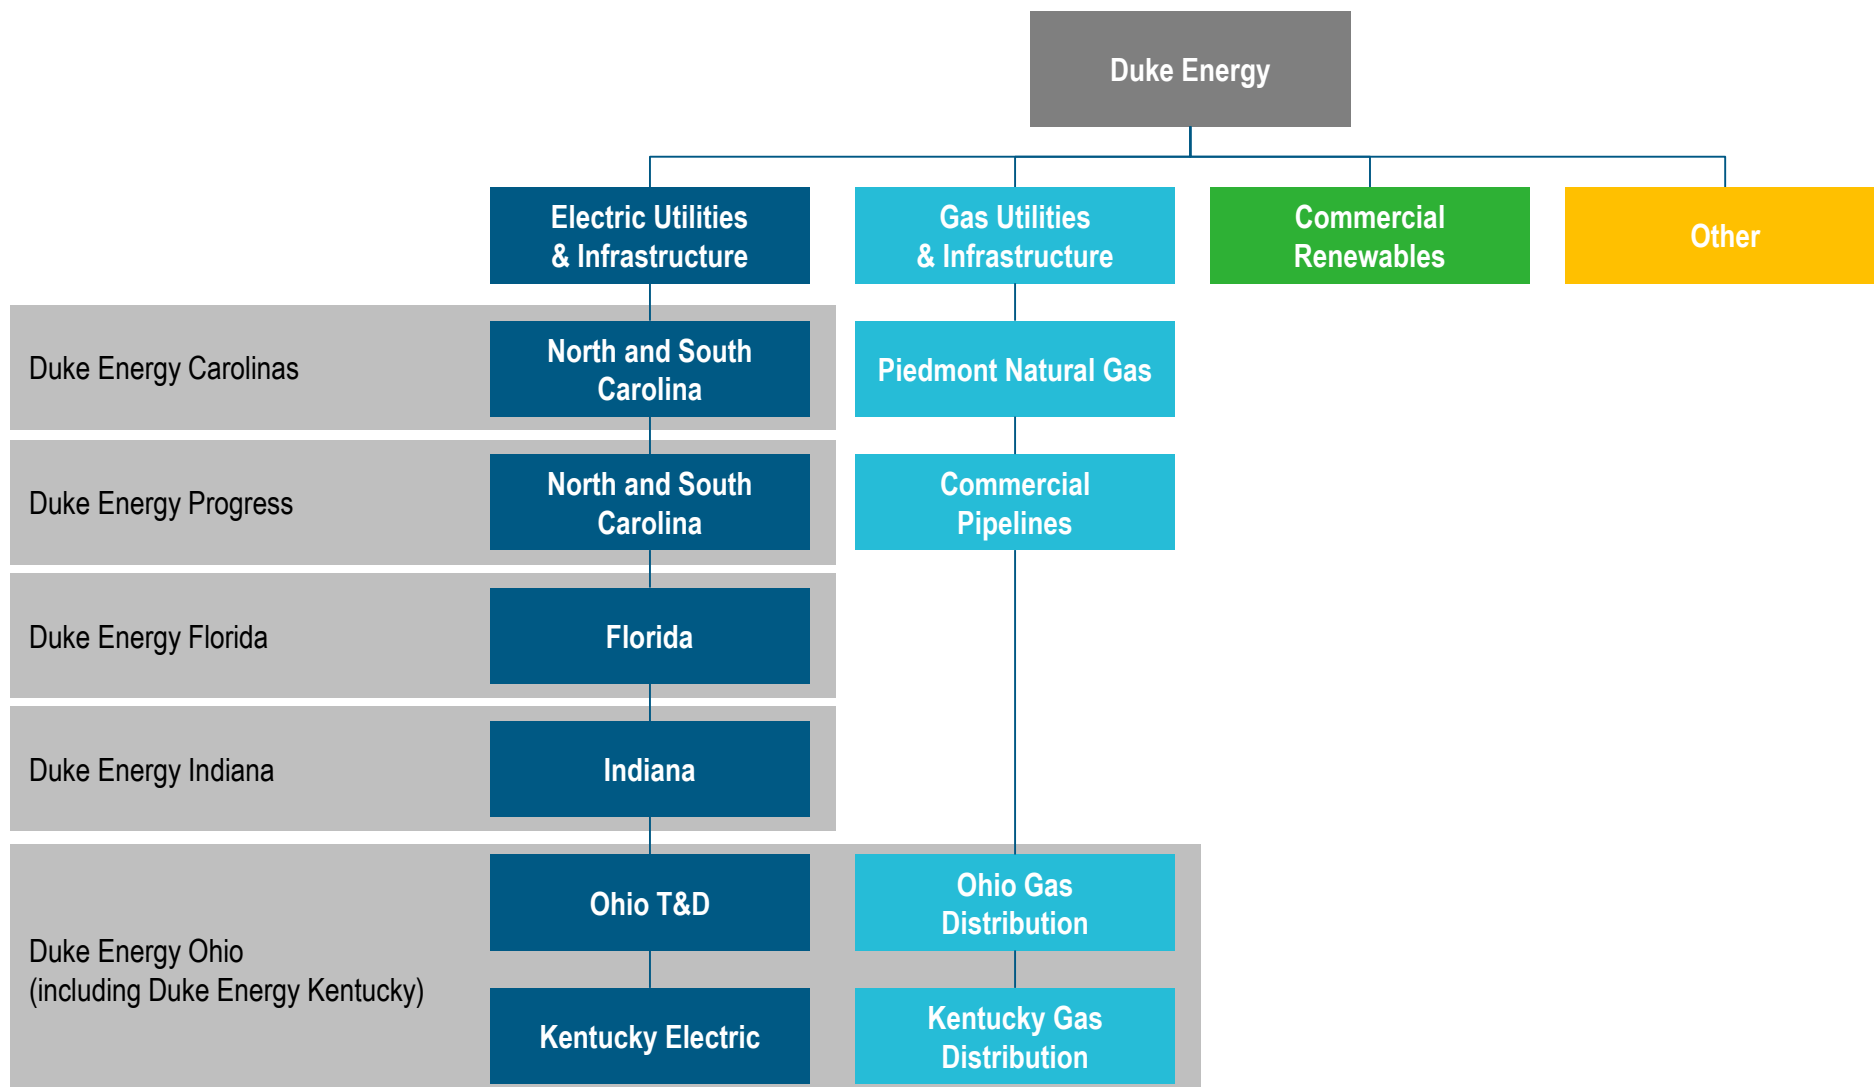 Duke Energy
Electric Utilities
& Infrastructure
Gas Utilities
& Infrastructure
Commercial
Renewables
Other
Duke Energy Carolinas
North and South
Carolina
Piedmont Natural Gas
Duke Energy Progress
North and South
Carolina
Commercial
Pipelines
Duke Energy Florida
Florida
Duke Energy Indiana
Indiana
Duke Energy Ohio
(including Duke Energy Kentucky)
Ohio T&D
Ohio Gas
Distribution
Kentucky Electric
Kentucky Gas
Distribution